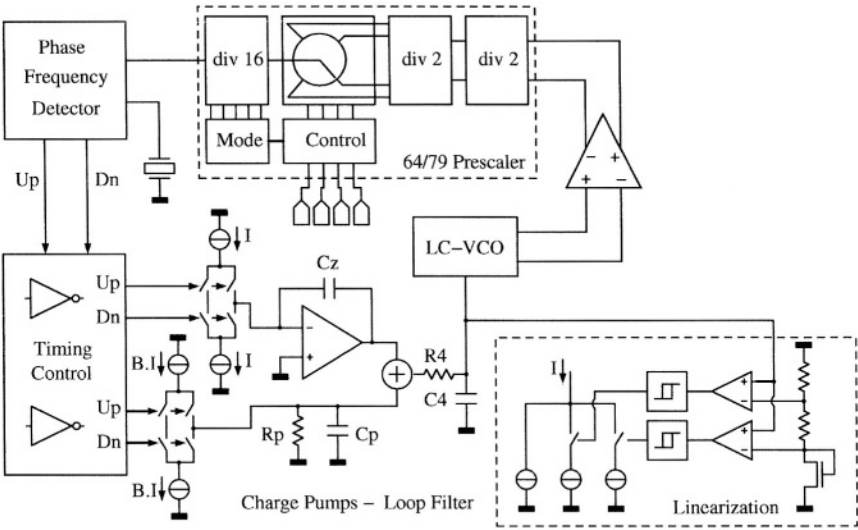 Phase
Frequency
Detector
div 16
div 2
div 2
Mode
Control
64/79 Prescaler
Up
Dn
− −
+ +
LC−VCO
I
Up
Dn
Cz
−
+
Timing
Control
B.I
I
Up
Dn
B.I
+
R4
C4
Rp
Cp
I
+
−
+
−
Charge Pumps − Loop Filter
Linearization